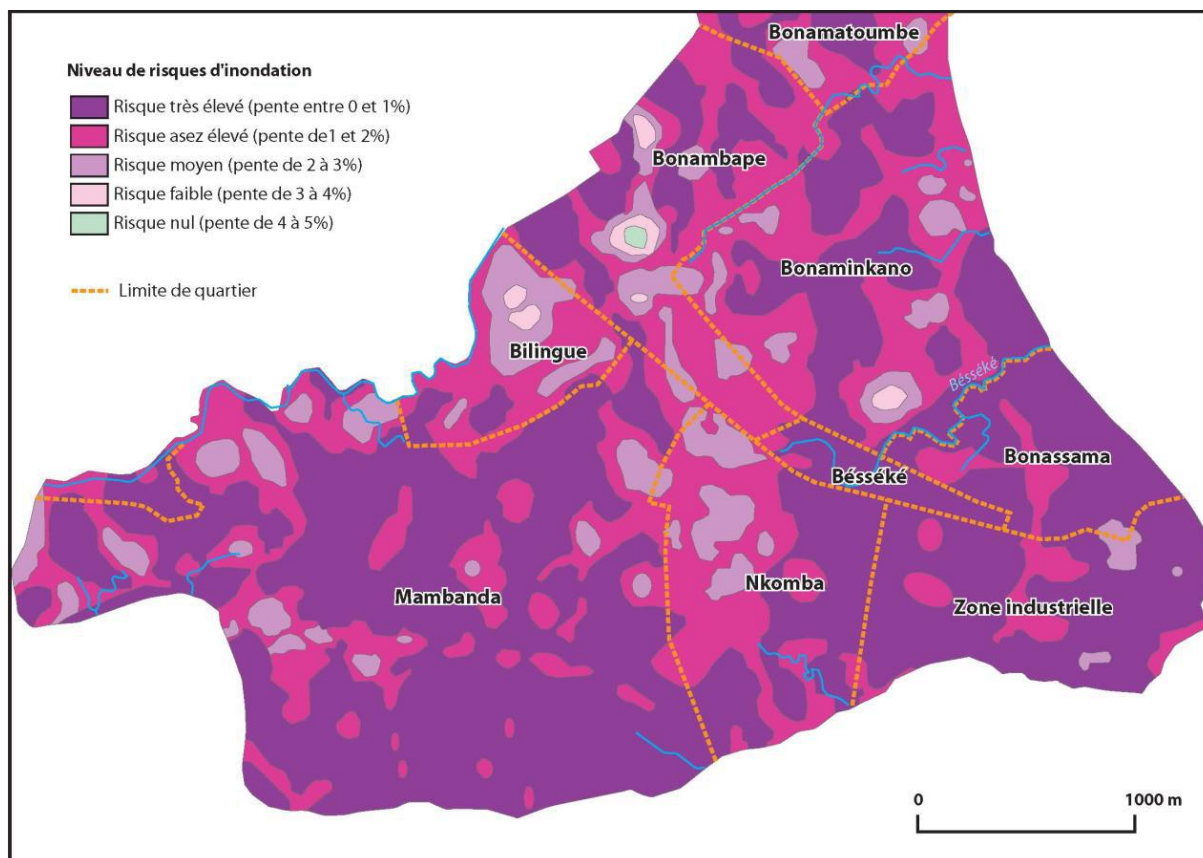 Niveau de risques d'inondation
Risque très élevé (pente entre 0 et 1%)
Risque asez élevé (pente de1 et 2%)
Risque moyen (pente de 2 à 3%)
Risque faible (pente de 3 à 4%)
Risque nul (pente de 4 à 5%)
Limite de quartier
Bonamatoumbe
Bonambape
Bonaminkano
Bilingue
Bésséké
Bonassama
Bésséké
Mambanda
Nkomba
Zone industrielle
0 1000 m